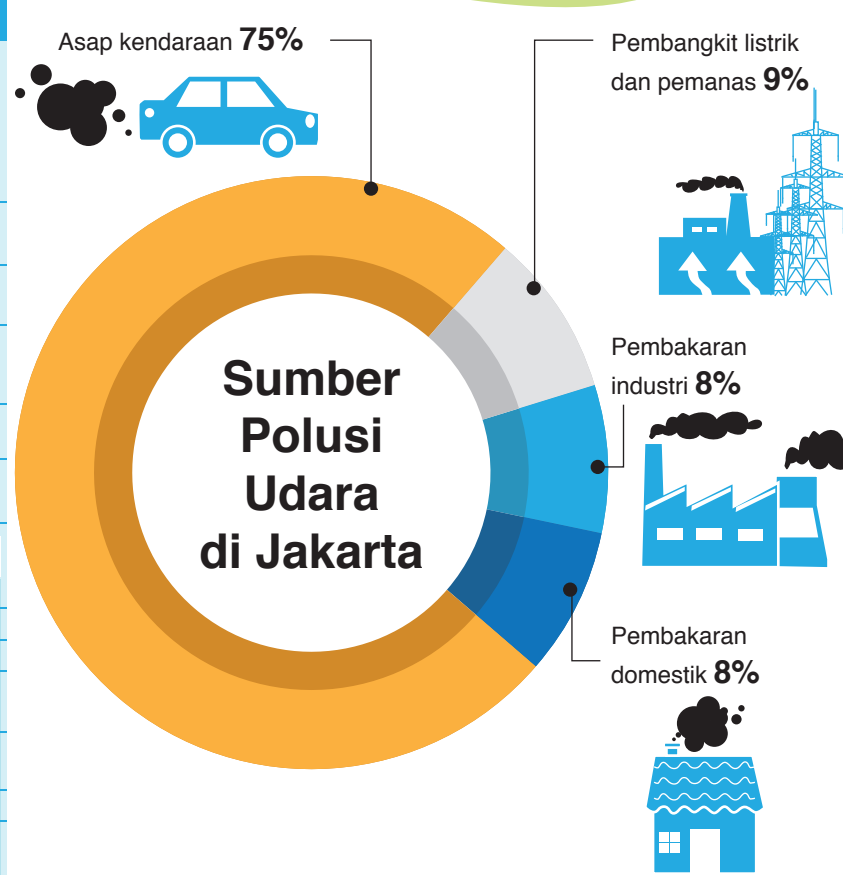 Asap kendaraan 75%
Pembangkit listrik
dan pemanas 9%
Sumber
Polusi
Udara
di Jakarta
Pembakaran
industri 8%
Pembakaran
domestik 8%